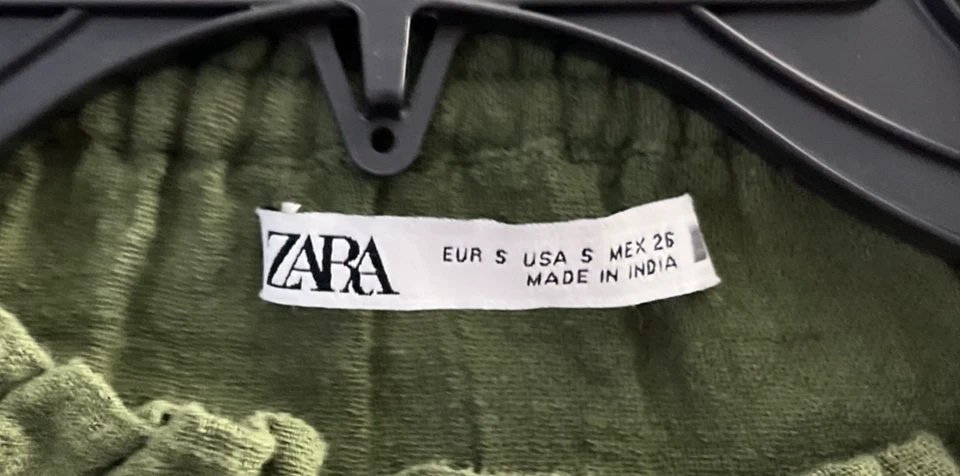 ZARA
EUR S USA S MEX 26
MADE IN INDIA